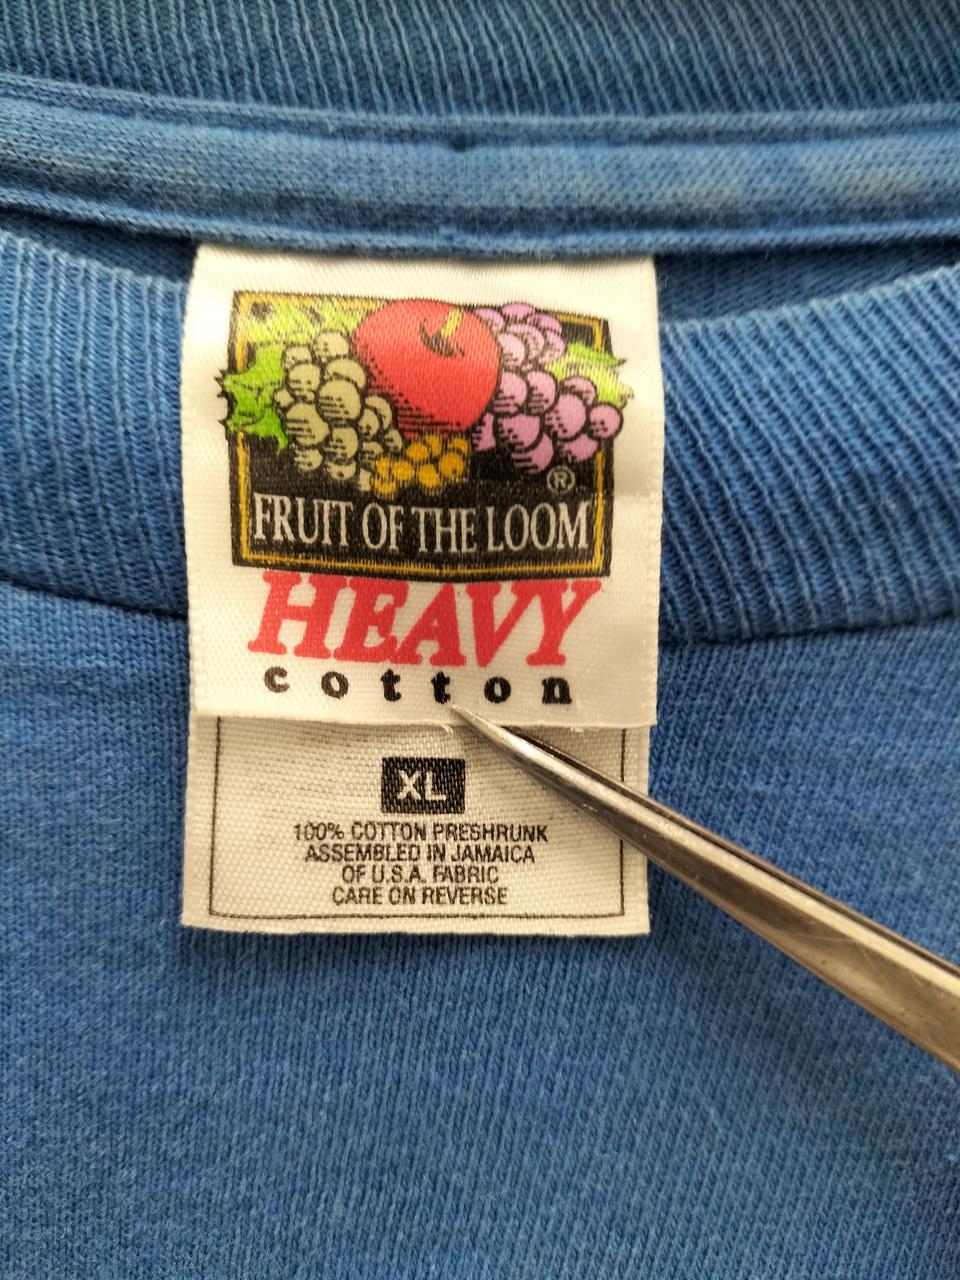 ®
FRUIT OF THE LOOM
HEAVY
cotton
XL
100% COTTON PRESHRUNK
ASSEMBLED IN JAMAICA
OF U.S.A. FABRIC
CARE ON REVERSE